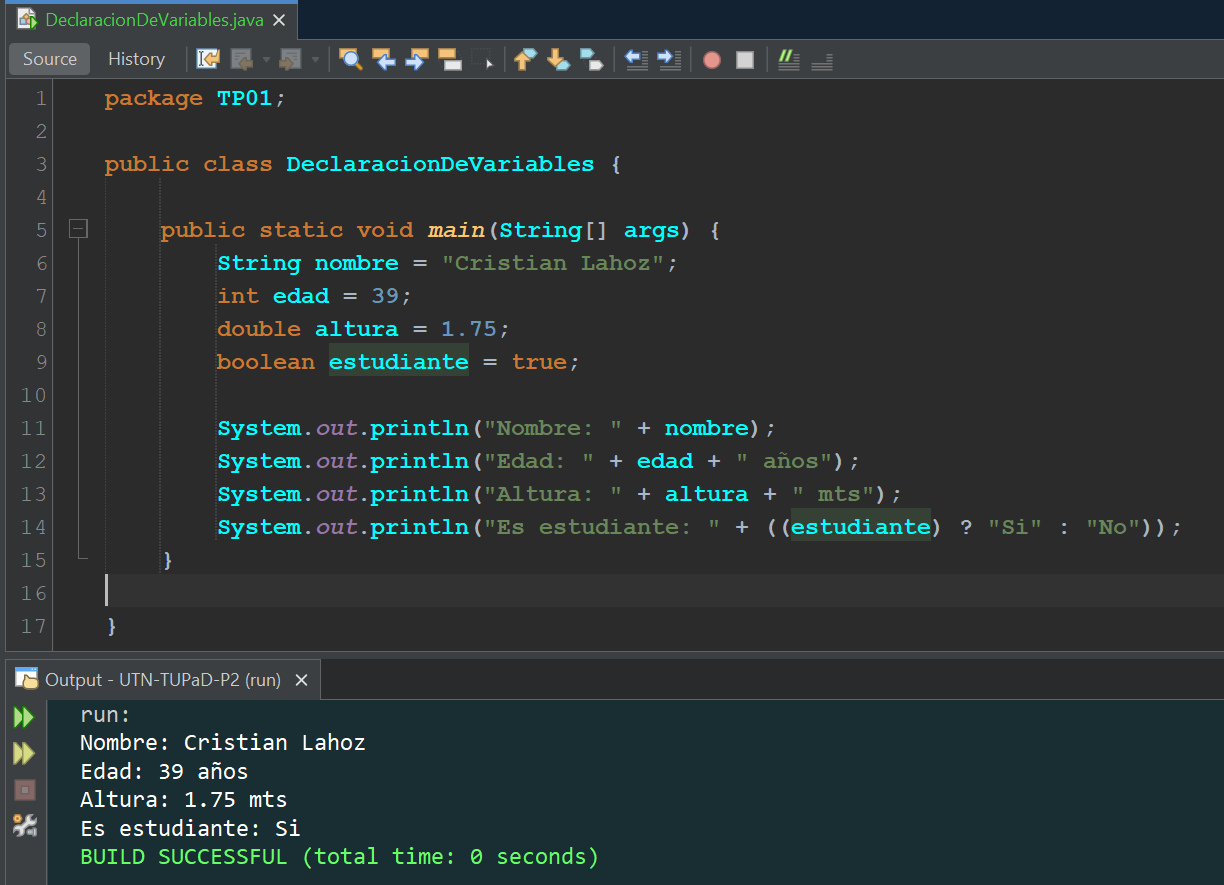 DeclaracionDeVariables.java
Source History
1 package TP01;
2
3 public class DeclaracionDeVariables {
4
5 public static void main(String[] args) {
6 String nombre = "Cristian Lahoz";
7 int edad = 39;
8 double altura = 1.75;
9 boolean estudiante = true;
10
11 System.out.println("Nombre: " + nombre);
12 System.out.println("Edad: " + edad + " años");
13 System.out.println("Altura: " + altura + " mts");
14 System.out.println("Es estudiante: " + ((estudiante) ? "Si" : "No"));
15 }
16
17 }
Output - UTN-TUPaD-P2 (run)
run:
Nombre: Cristian Lahoz
Edad: 39 años
Altura: 1.75 mts
Es estudiante: Si
BUILD SUCCESSFUL (total time: 0 seconds)